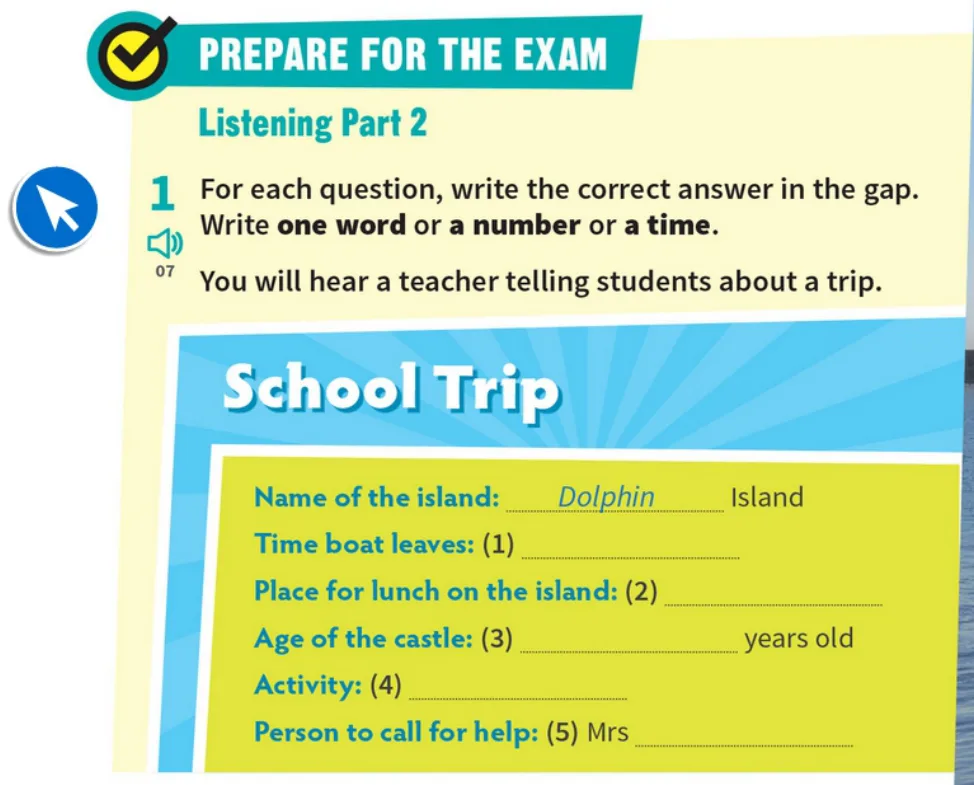 PREPARE FOR THE EXAM
Listening Part 2
1 For each question, write the correct answer in the gap.
Write one word or a number or a time.
07
You will hear a teacher telling students about a trip.
School Trip
Name of the island: Dolphin Island
Time boat leaves: (1)
Place for lunch on the island: (2)
Age of the castle: (3) years old
Activity: (4)
Person to call for help: (5) Mrs